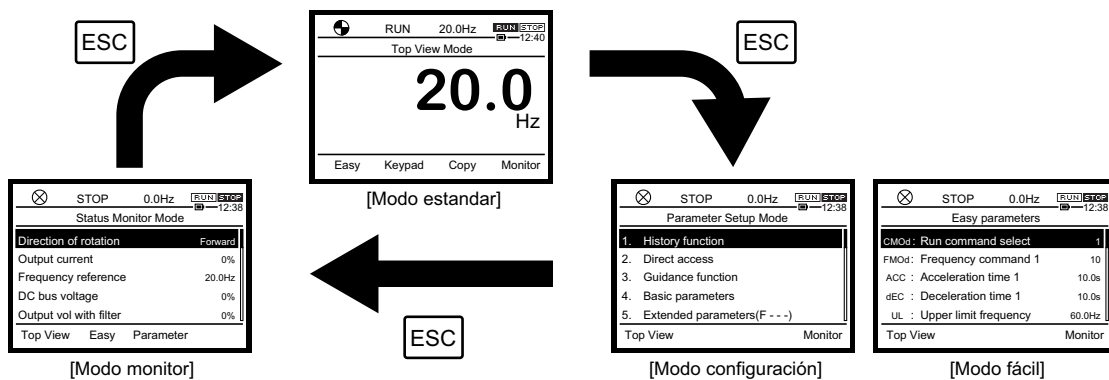 ESC
RUN 20.0Hz RUN STOP
12:40
Top View Mode
20.0
Hz
Easy Keypad Copy Monitor
[Modo estandar]
ESC
STOP 0.0Hz RUN STOP
12:38
Status Monitor Mode
Direction of rotation Forward
Output current 0%
Frequency reference 20.0Hz
DC bus voltage 0%
Output vol with filter 0%
Top View Easy Parameter
[Modo monitor]
ESC
STOP 0.0Hz RUN STOP
12:38
Parameter Setup Mode
1. History function
2. Direct access
3. Guidance function
4. Basic parameters
5. Extended parameters(F - - -)
Top View Monitor
[Modo configuración]
STOP 0.0Hz RUN STOP
12:38
Easy parameters
CMOd : Run command select 1
FMOd : Frequency command 1 10
ACC : Acceleration time 1 10.0s
dEC : Deceleration time 1 10.0s
UL : Upper limit frequency 60.0Hz
Top View Monitor
[Modo fácil]